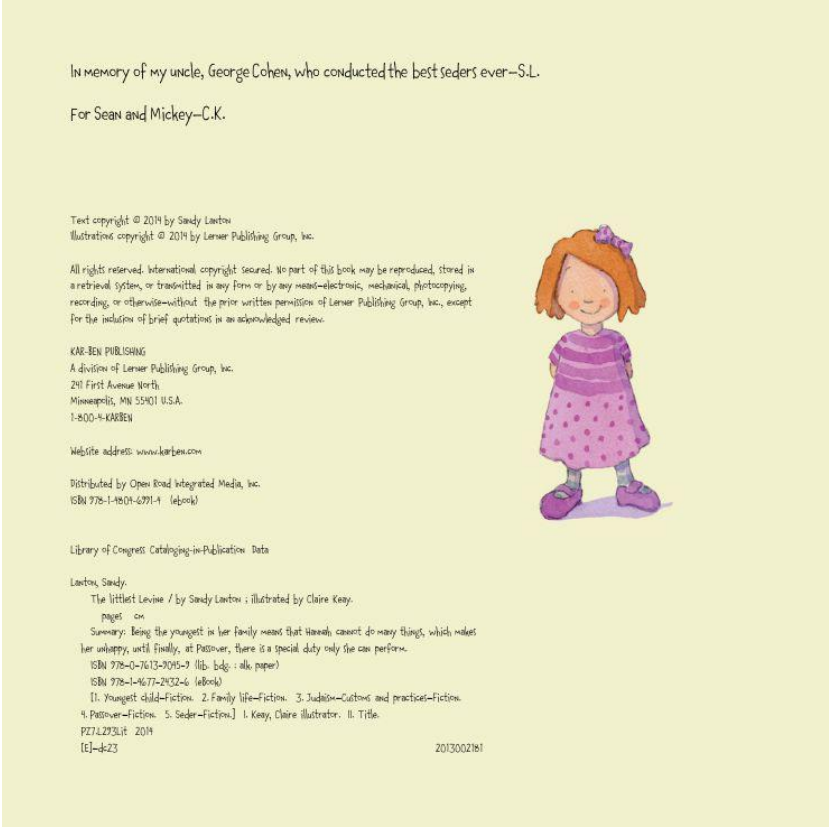 In memory of my uncle, George Cohen, who conducted the best seders ever—S.L.
For Sean and Mickey—C.K.
Text copyright © 2014 by Sandy Lanton
Illustrations copyright © 2014 by Lerner Publishing Group, Inc.
All rights reserved. International copyright secured. No part of this book may be reproduced, stored in
a retrieval system, or transmitted in any form or by any means—electronic, mechanical, photocopying,
recording, or otherwise—without the prior written permission of Lerner Publishing Group, Inc., except
for the inclusion of brief quotations in an acknowledged review.
KAR-BEN PUBLISHING
A division of Lerner Publishing Group, Inc.
241 First Avenue North
Minneapolis, MN 55401 U.S.A.
1-800-4-KARBEN
Website address: www.karben.com
Distributed by Open Road Integrated Media, Inc.
ISBN 978-1-4804-6991-4 (ebook)
Library of Congress Cataloging-in-Publication Data
Lanton, Sandy.
The littlest Levine / by Sandy Lanton ; illustrated by Claire Keay.
pages cm
Summary: Being the youngest in her family means that Hannah cannot do many things, which makes
her unhappy, until finally, at Passover, there is a special duty only she can perform.
ISBN 978-0-7613-9045-9 (lib. bdg. : alk. paper)
ISBN 978-1-4677-2432-6 (eBook)
[1. Youngest child—Fiction. 2. Family life—Fiction. 3. Judaism—Customs and practices—Fiction.
4. Passover—Fiction. 5. Seder—Fiction.] I. Keay, Claire illustrator. II. Title.
PZ7.L293Lit 2014
[E]—dc23 2013002181